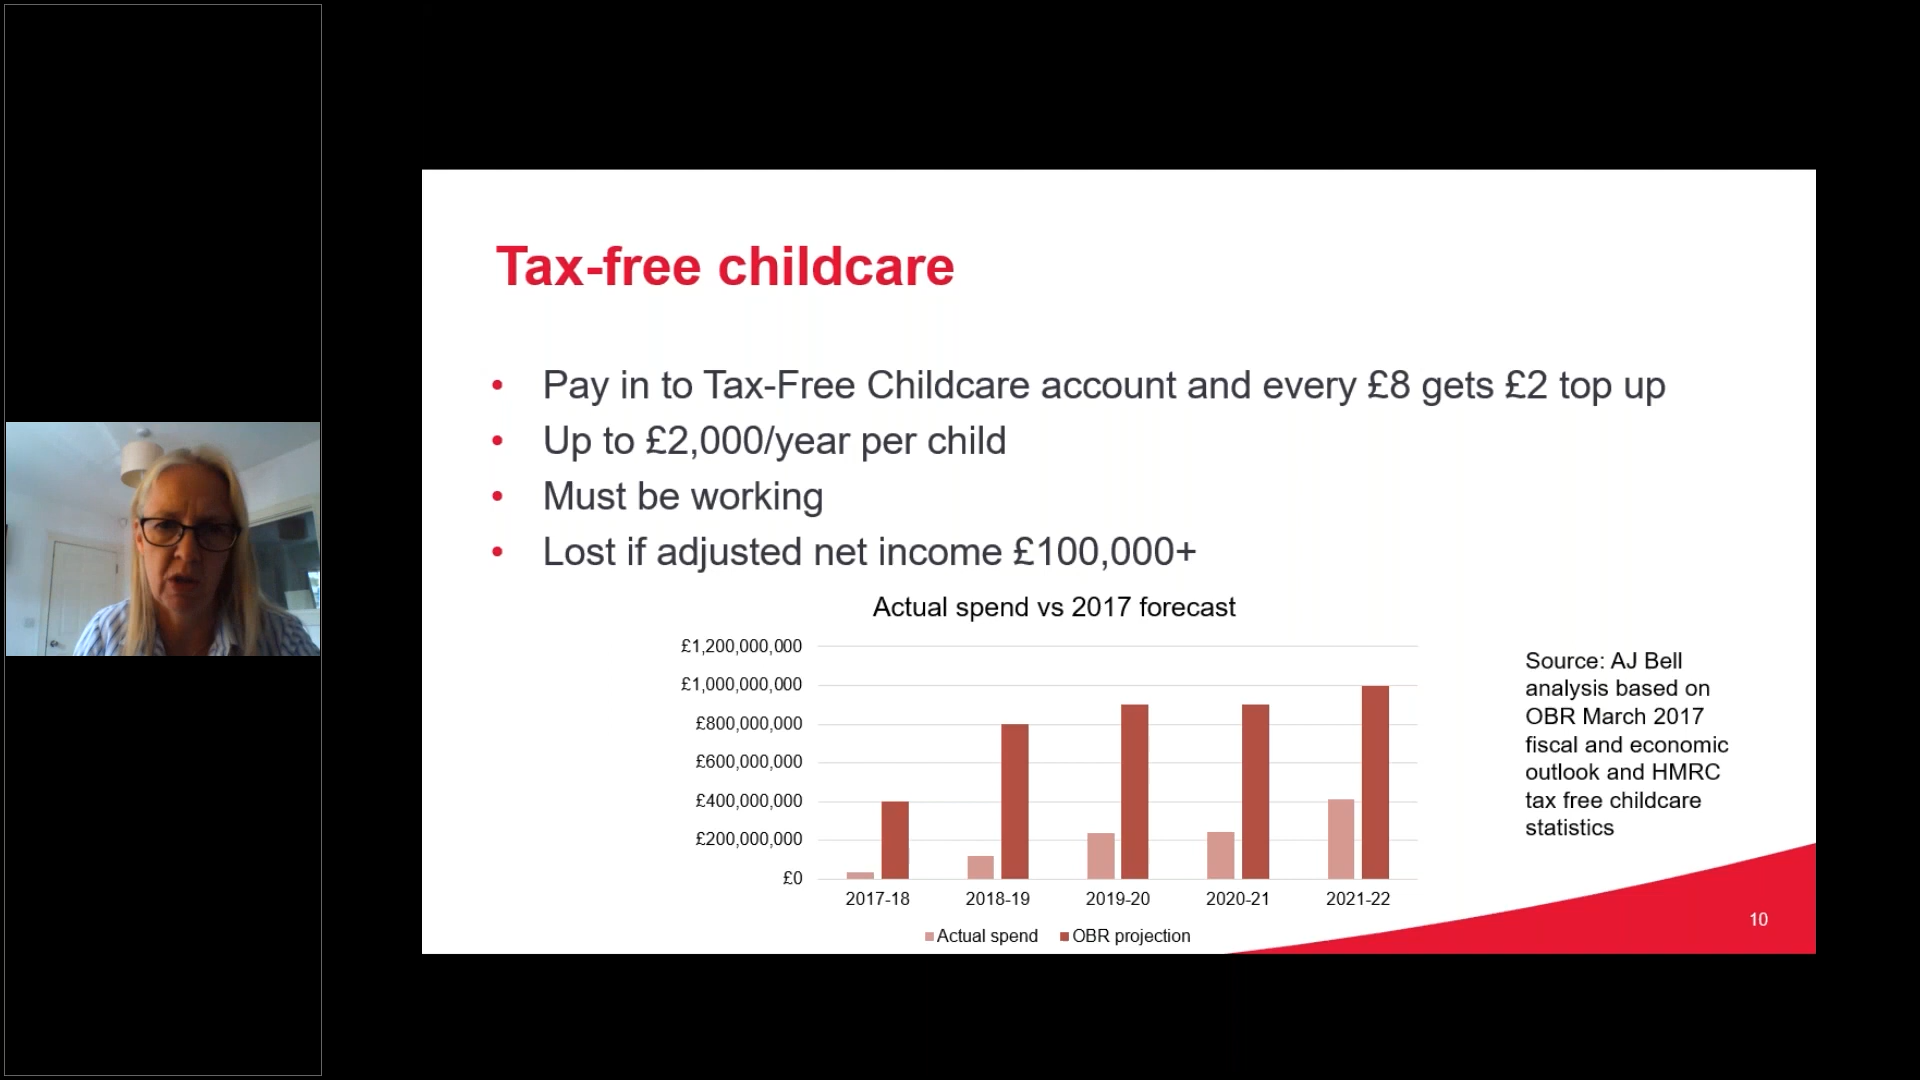 Tax-free childcare
• Pay in to Tax-Free Childcare account and every £8 gets £2 top up
• Up to £2,000/year per child
• Must be working
• Lost if adjusted net income £100,000+
Actual spend vs 2017 forecast
£1,200,000,000
£1,000,000,000
£800,000,000
£600,000,000
£400,000,000
£200,000,000
£0
2017-18 2018-19 2019-20 2020-21 2021-22
Actual spend OBR projection
Source: AJ Bell
analysis based on
OBR March 2017
fiscal and economic
outlook and HMRC
tax free childcare
statistics
10